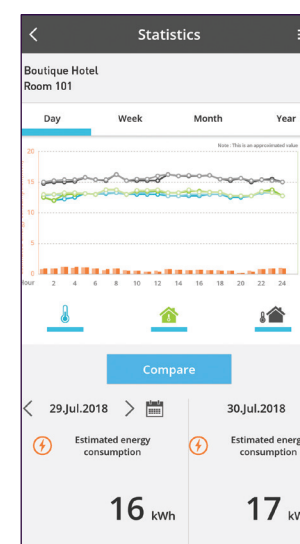 Statistics
Boutique Hotel
Room 101
Day Week Month Year
Note : This is an approximated value
20
15
10
5
0
Hour 2 4 6 8 10 12 14 16 18 20 22 24
Compare
29.Jul.2018 30.Jul.2018
Estimated energy consumption
Estimated energ consumption
16 kWh 17 kW